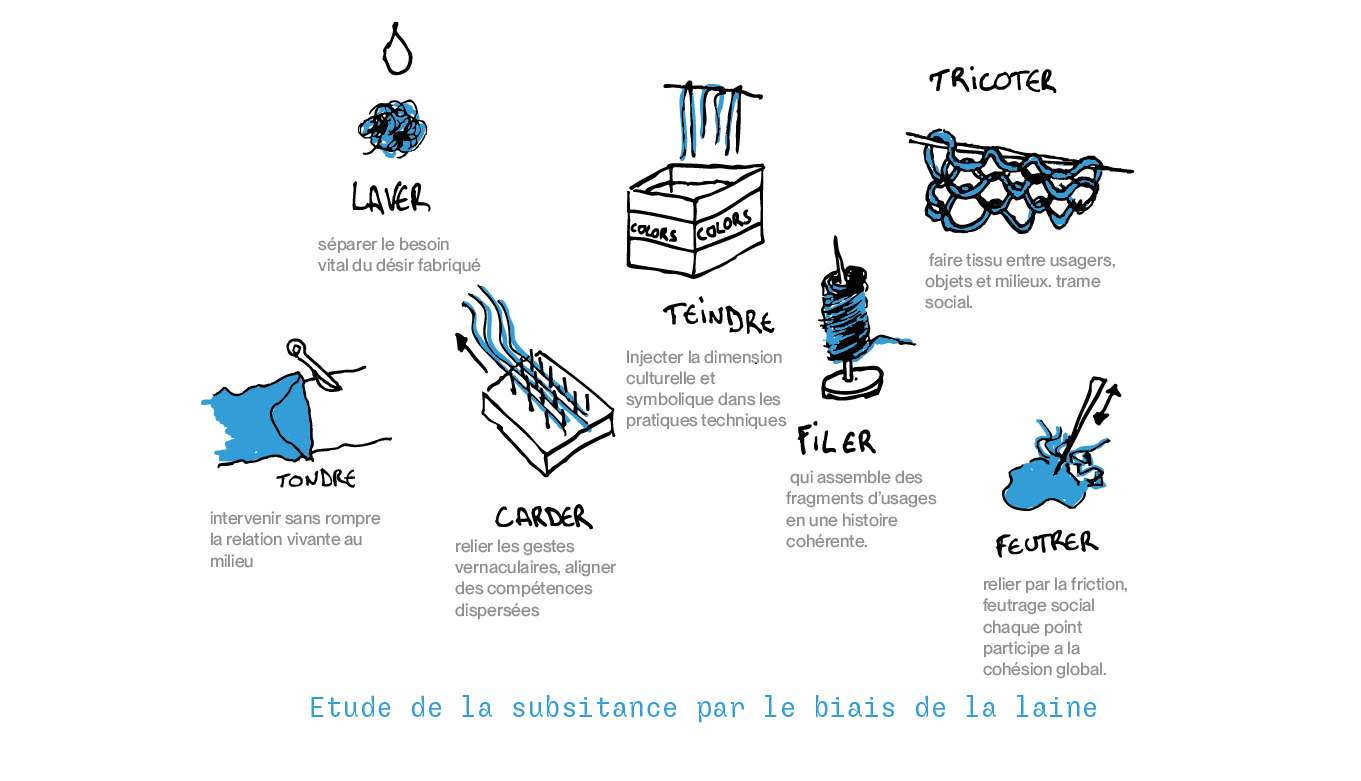 LAVER
séparer le besoin
vital du désir fabriqué
TONDRE
intervenir sans rompre
la relation vivante au
milieu
CARDER
relier les gestes
vernaculaires, aligner
des compétences
dispersées
COLORS COLORS
TEINDRE
Injecter la dimension
culturelle et
symbolique dans les
pratiques techniques
FILER
qui assemble des
fragments d'usages
en une histoire
cohérente.
TRICOTER
faire tissu entre usagers,
objets et milieux. trame
social.
FEUTRER
relier par la friction,
feutrage social
chaque point
participe a la
cohésion global.
Etude de la subsitance par le biais de la laine